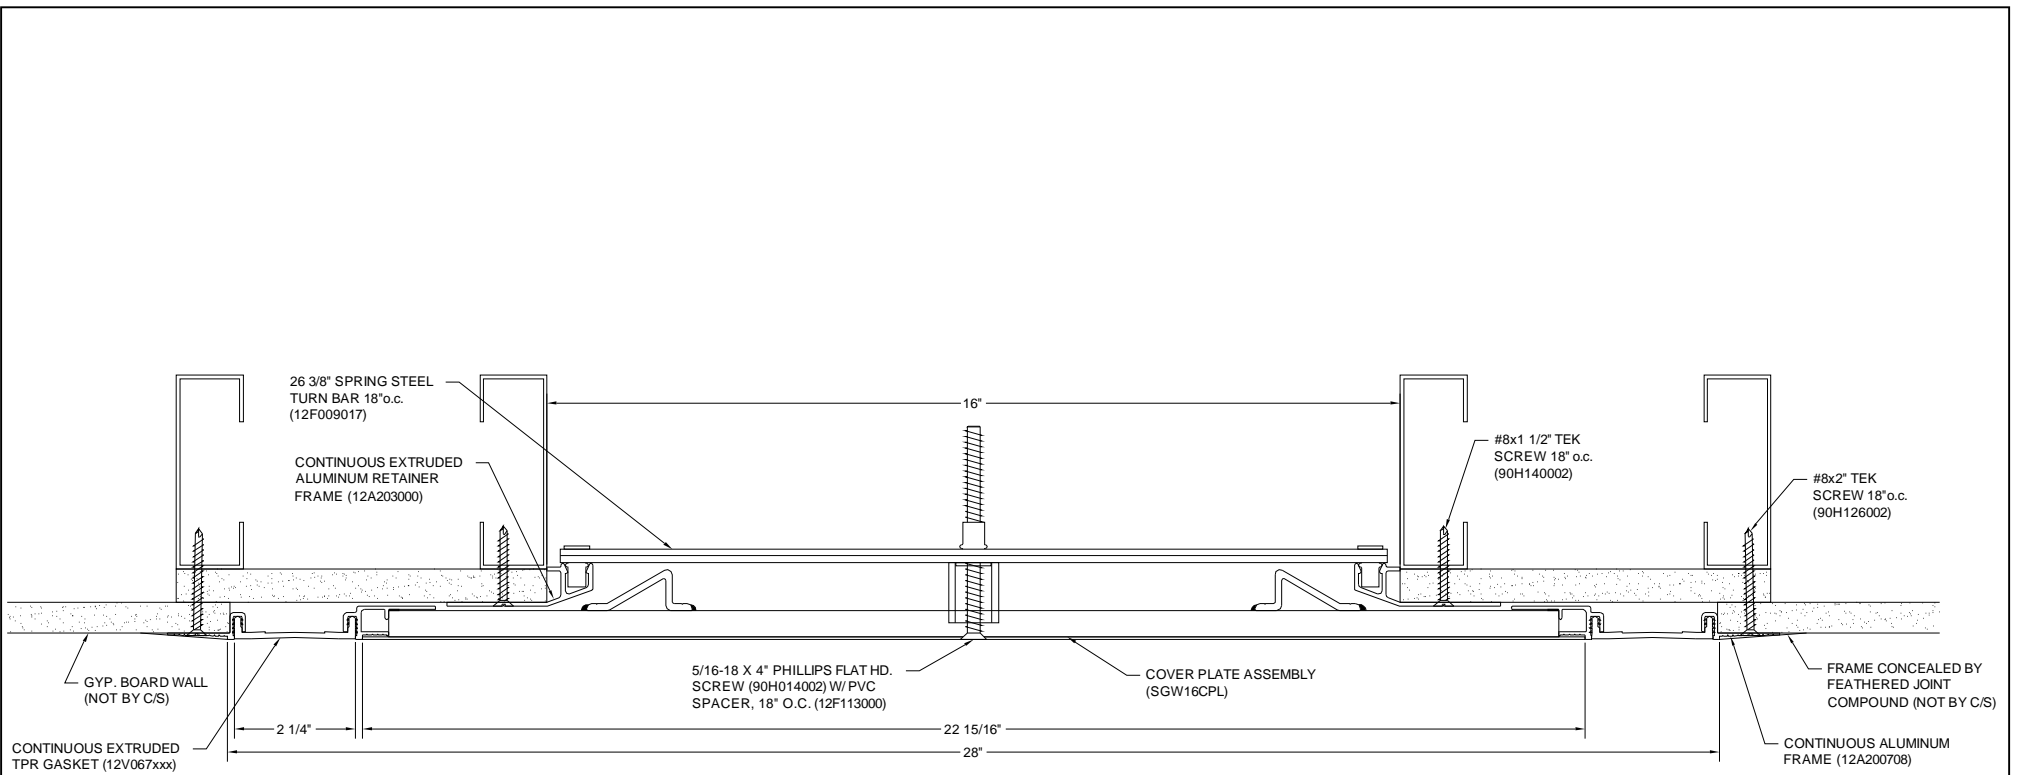 26 3/8" SPRING STEEL
TURN BAR 18"o.c.
(12F009017)
16"
CONTINUOUS EXTRUDED
ALUMINUM RETAINER
FRAME (12A203000)
#8x1 1/2" TEK
SCREW 18" o.c.
(90H140002)
#8x2" TEK
SCREW 18"o.c.
(90H126002)
GYP. BOARD WALL
(NOT BY C/S)
5/16-18 X 4" PHILLIPS FLAT HD.
SCREW (90H014002) W/ PVC
SPACER, 18" O.C. (12F113000)
COVER PLATE ASSEMBLY
(SGW16CPL)
FRAME CONCEALED BY
FEATHERED JOINT
COMPOUND (NOT BY C/S)
2 1/4"
22 15/16"
28"
CONTINUOUS EXTRUDED
TPR GASKET (12V067xxx)
CONTINUOUS ALUMINUM
FRAME (12A200708)